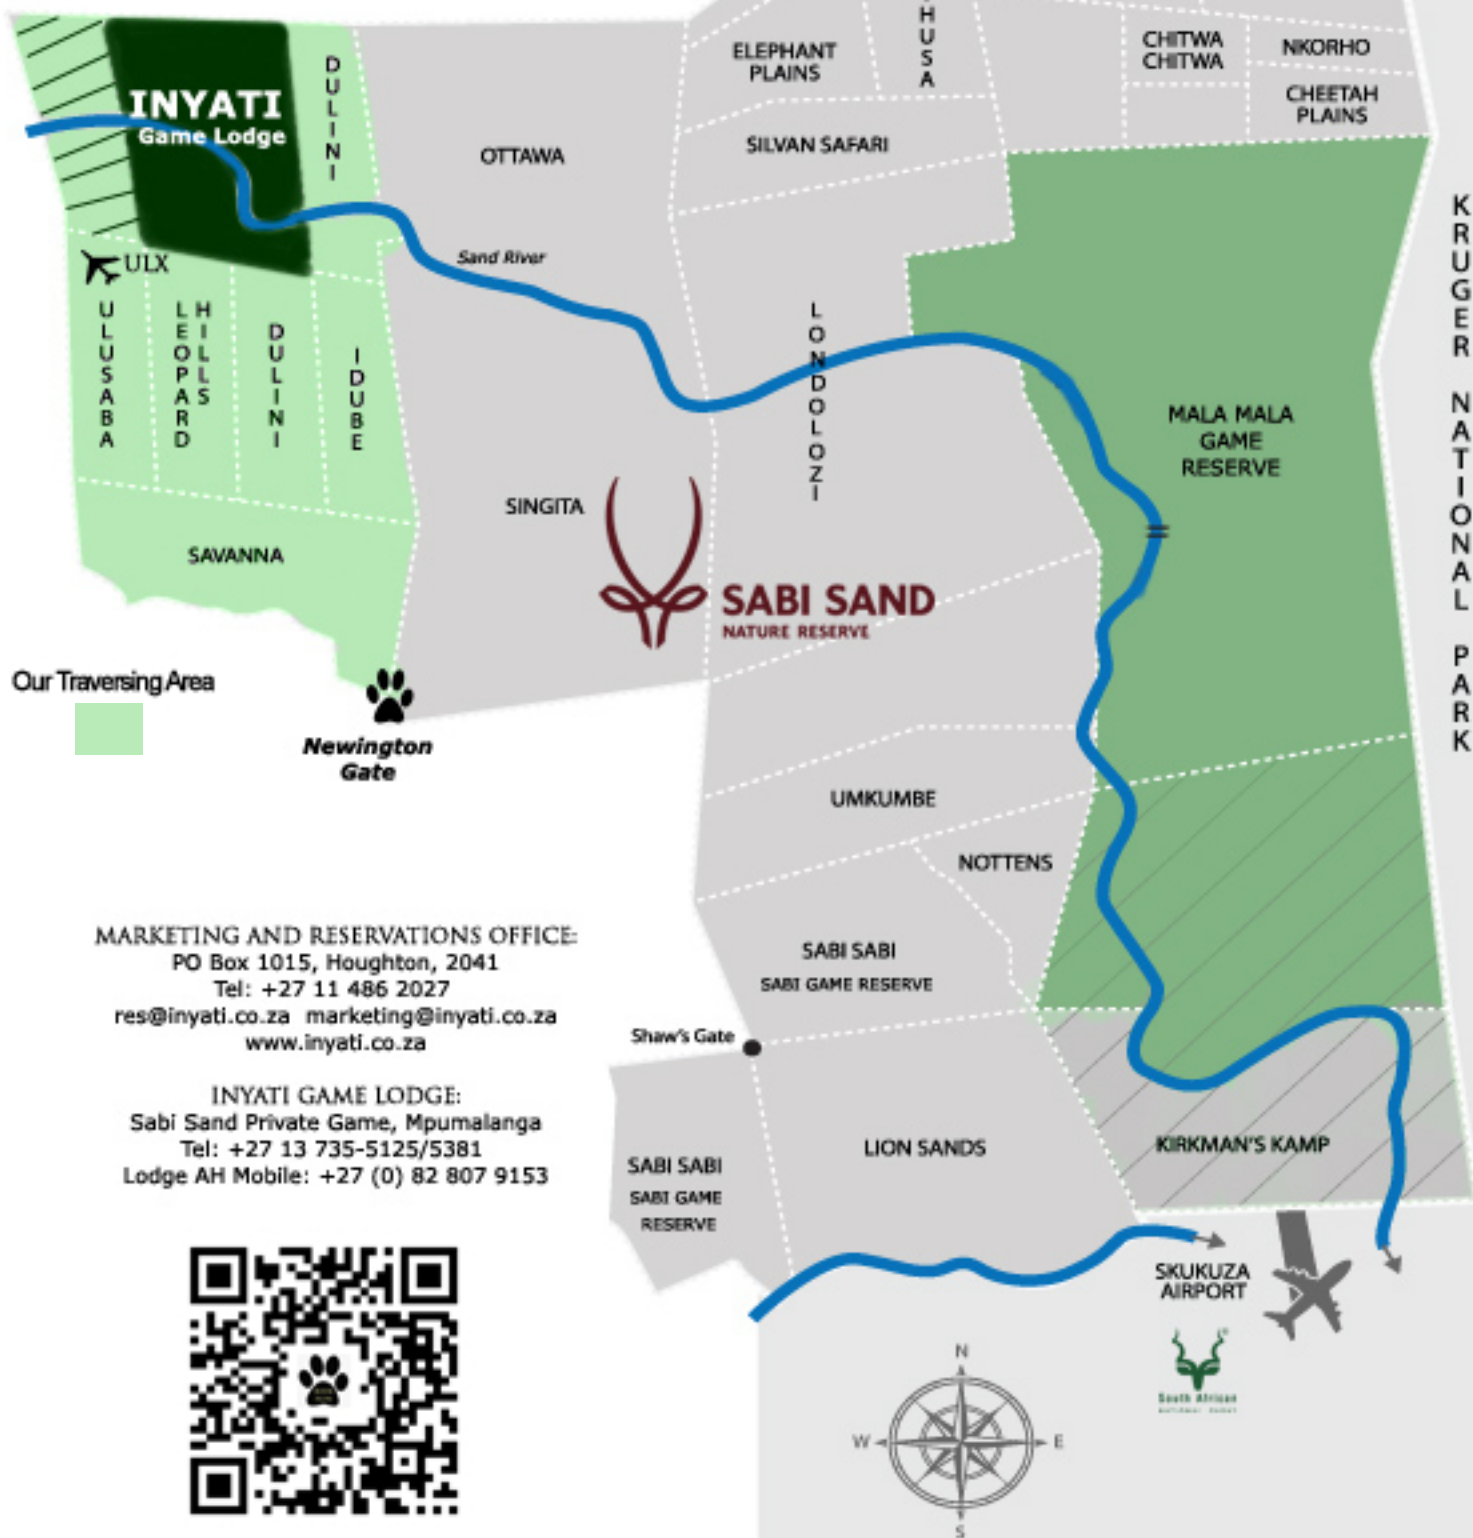 HUSA
CHITWA
CHITWA
NKORHO
ELEPHANT
PLAINS
CHEETAH
PLAINS
INYATI
Game Lodge
DULINI
OTTAWA
SILVAN SAFARI
KRUGER NATIONAL PARK
Sand River
ULX
ULUSABA
LEOPARD
HILLS
DULINI
IDUBE
LONDOLOZI
MALA MALA
GAME
RESERVE
SINGITA
SAVANNA
SABI SAND
NATURE RESERVE
Our Traversing Area
Newington
Gate
UMKUMBE
NOTTENS
MARKETING AND RESERVATIONS OFFICE:
PO Box 1015, Houghton, 2041
Tel: +27 11 486 2027
res@inyati.co.za marketing@inyati.co.za
www.inyati.co.za
SABI SABI
SABI GAME RESERVE
Shaw's Gate
INYATI GAME LODGE:
Sabi Sand Private Game, Mpumalanga
Tel: +27 13 735-5125/5381
Lodge AH Mobile: +27 (0) 82 807 9153
LION SANDS
KIRKMAN'S KAMP
SABI SABI
SABI GAME
RESERVE
SKUKUZA
AIRPORT
South African
N
W
E
S